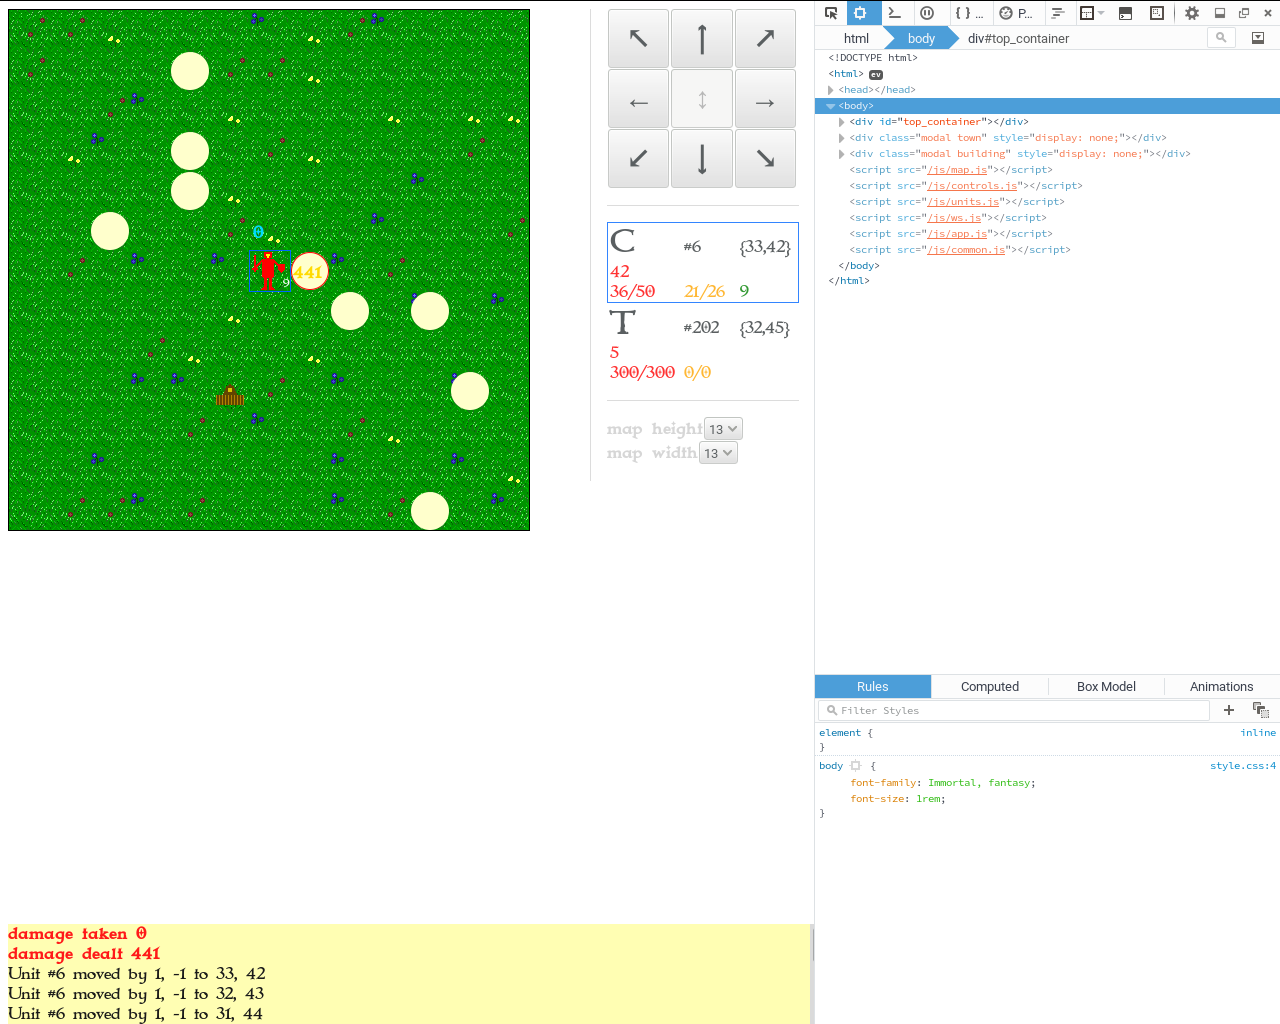 0
441
9
C #6 {33,42}
42
36/50 21/26 9
T #202 {32,45}
5
300/300 0/0
map height 13
map width 13
damage taken 0
damage dealt 441
Unit #6 moved by 1, -1 to 33, 42
Unit #6 moved by 1, -1 to 32, 43
Unit #6 moved by 1, -1 to 31, 44
{ } ... P...
html body div#top_container
<!DOCTYPE html>
<html> ev
<head></head>
<body>
<div id="top_container"></div>
<div class="modal town" style="display: none;"></div>
<div class="modal building" style="display: none;"></div>
<script src="/js/map.js"></script>
<script src="/js/controls.js"></script>
<script src="/js/units.js"></script>
<script src="/js/ws.js"></script>
<script src="/js/app.js"></script>
<script src="/js/common.js"></script>
</body>
</html>
Rules Computed Box Model Animations
Filter Styles
element { inline
}
body { style.css:4
font-family: Immortal, fantasy;
font-size: 1rem;
}